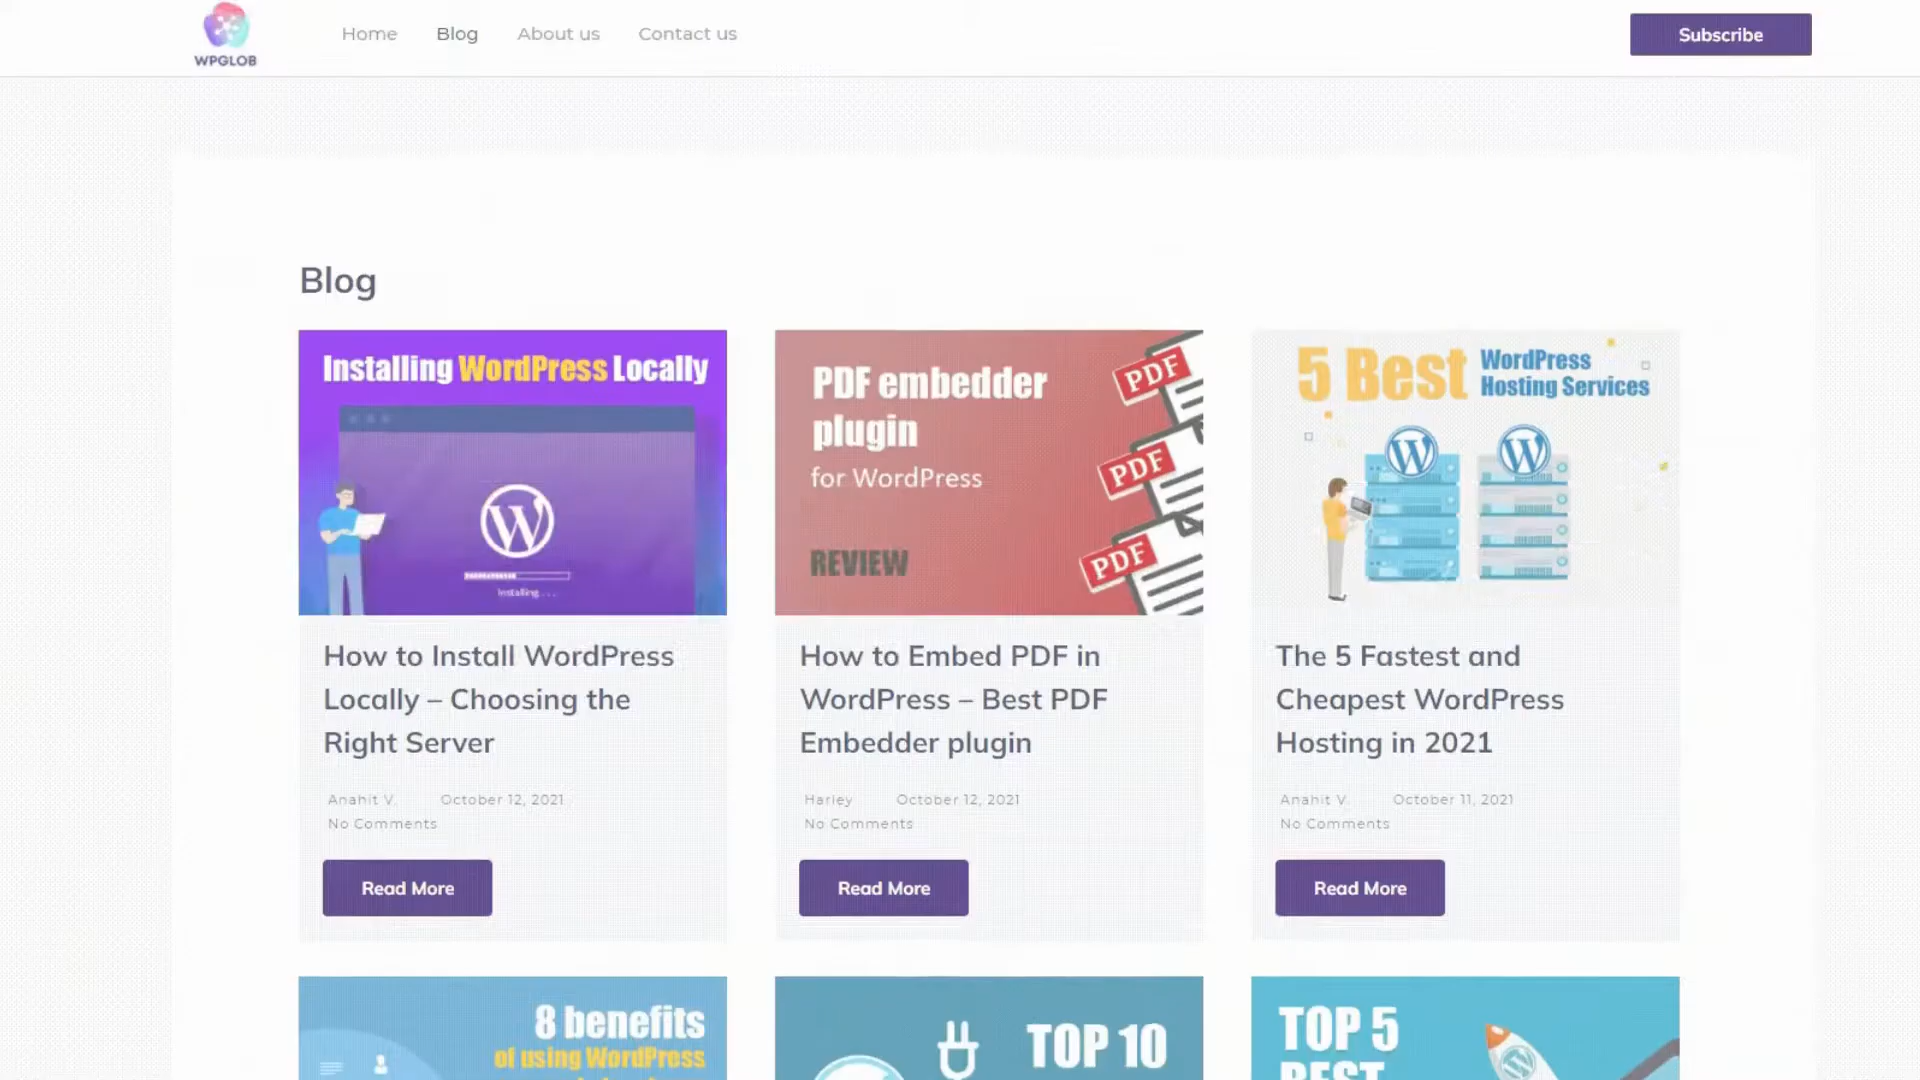 WPGLOB
Home Blog About us Contact us
Subscribe
Blog
Installing WordPress Locally
Installing....
How to Install WordPress
Locally – Choosing the
Right Server
Anahit V. October 12, 2021
No Comments
Read More
PDF embedder
plugin
for WordPress
REVIEW
PDF
PDF
PDF
How to Embed PDF in
WordPress – Best PDF
Embedder plugin
Harley October 12, 2021
No Comments
Read More
5 Best WordPress
Hosting Services
The 5 Fastest and
Cheapest WordPress
Hosting in 2021
Anahit V. October 11, 2021
No Comments
Read More
8 benefits
of using WordPress
TOP 10
TOP 5
BEST